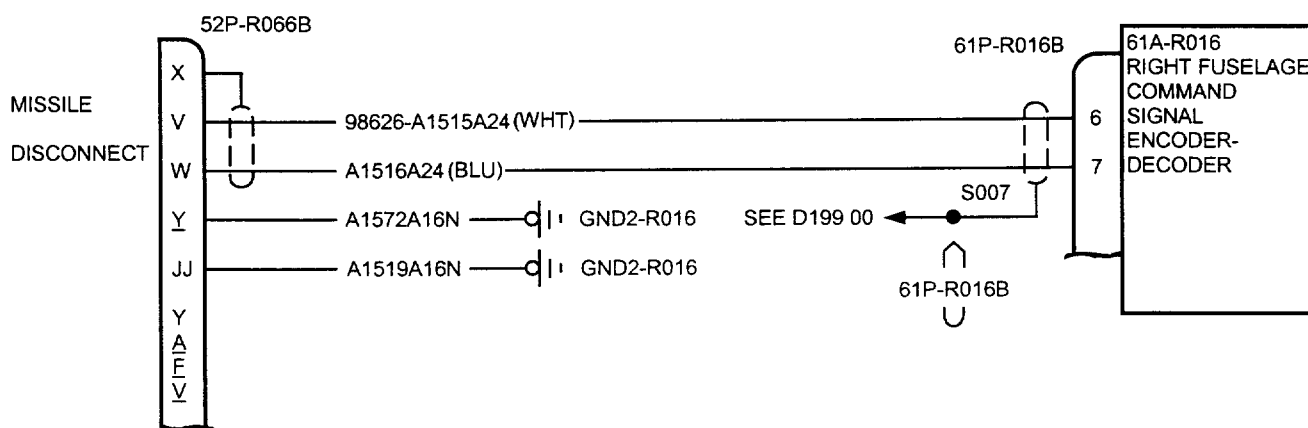 52P-R066B
61P-R016B
61A-R016
RIGHT FUSELAGE
COMMAND
SIGNAL
ENCODER-
DECODER
MISSILE
DISCONNECT
X
V
98626-A1515A24 (WHT)
6
W
A1516A24 (BLU)
7
Y
A1572A16N
GND2-R016
SEE D199 00
S007
JJ
A1519A16N
GND2-R016
61P-R016B
Y
A
F
V